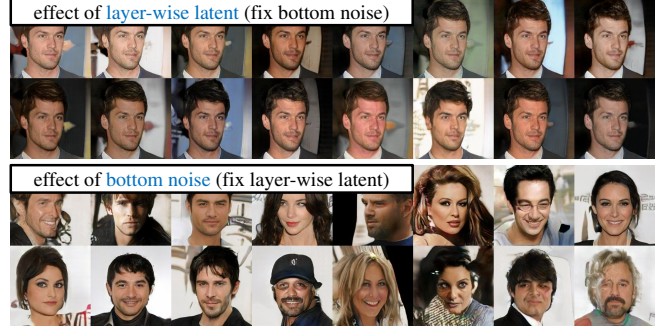 effect of layer-wise latent (fix bottom noise)
effect of bottom noise (fix layer-wise latent)